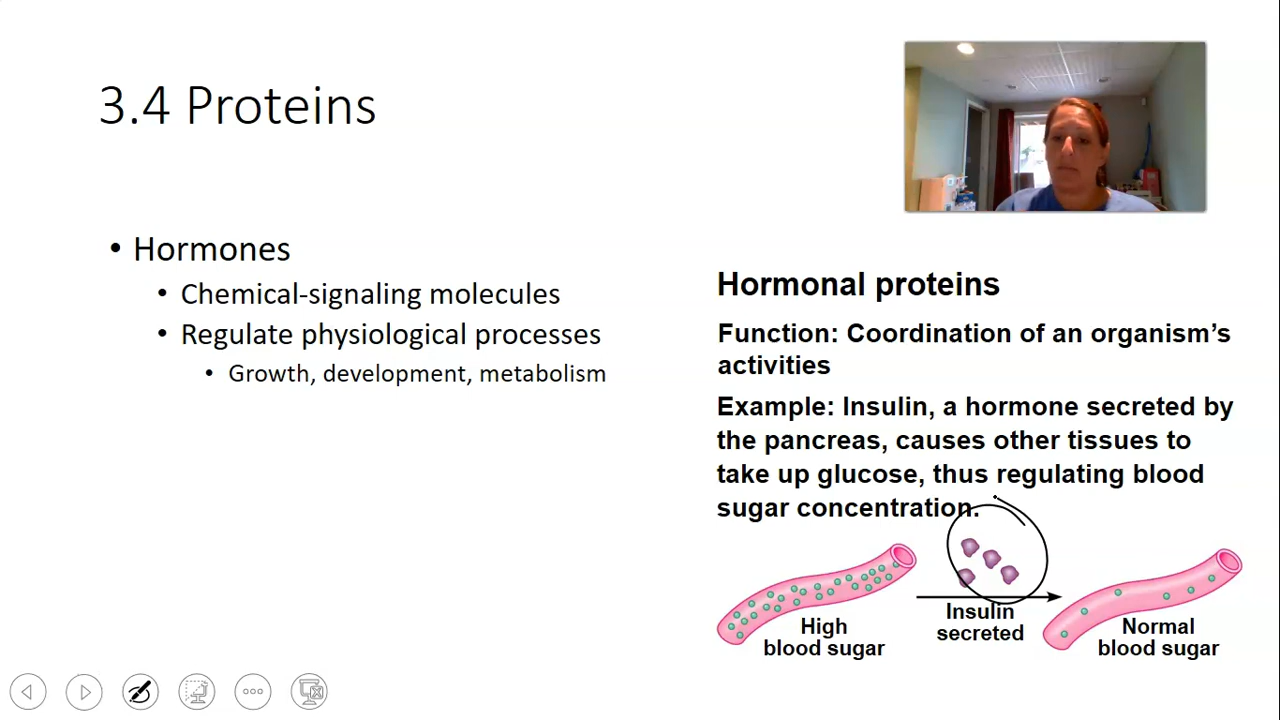 3.4 Proteins
• Hormones
• Chemical-signaling molecules
• Regulate physiological processes
• Growth, development, metabolism
Hormonal proteins
Function: Coordination of an organism’s
activities
Example: Insulin, a hormone secreted by
the pancreas, causes other tissues to
take up glucose, thus regulating blood
sugar concentration.
High
blood sugar
Insulin
secreted
Normal
blood sugar